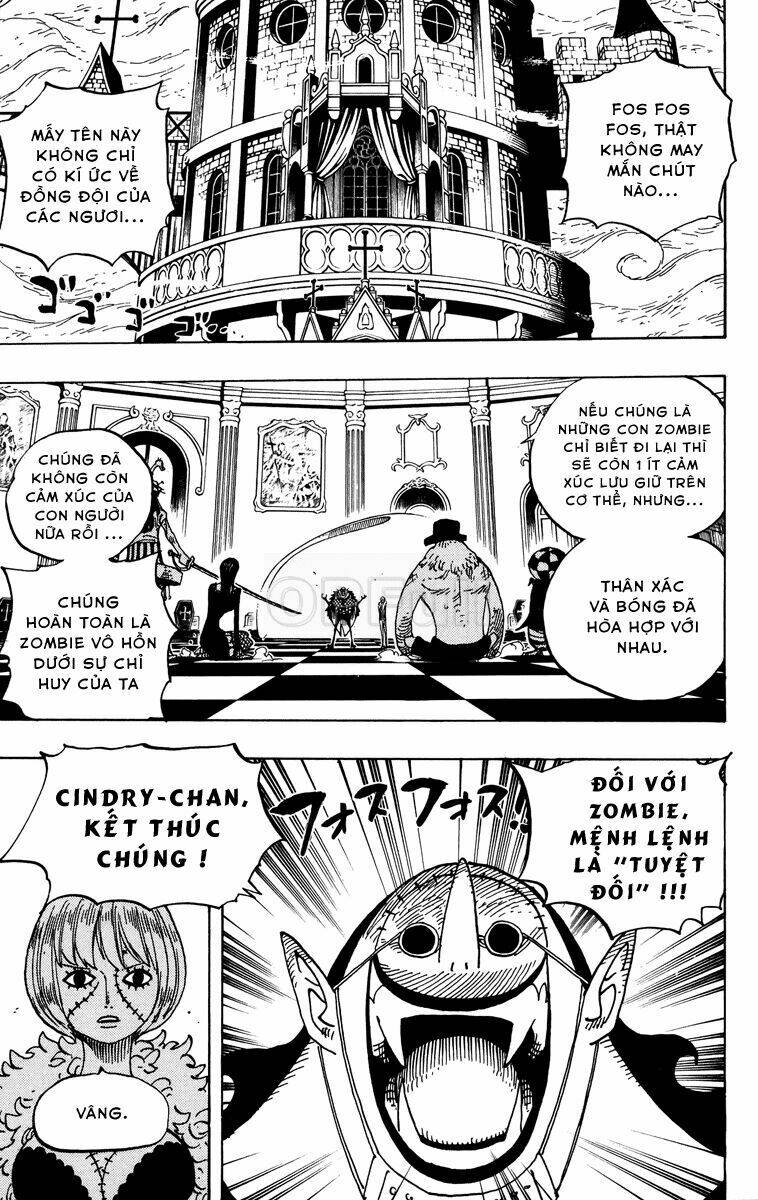 FOS FOS
FOS, THẬT
KHÔNG MAY
MẮN CHÚT
NÀO...
MẤY TÊN NÀY
KHÔNG CHỈ
CÓ KÍ ỨC VỀ
ĐỒNG ĐỘI CỦA
CÁC NGƯƠI...
ゴゴゴゴ
NẾU CHÚNG LÀ
NHỮNG CON ZOMBIE
CHỈ BIẾT ĐI LẠI THÌ
SẼ CÒN 1 ÍT CẢM
XÚC LƯU GIỮ TRÊN
CƠ THỂ, NHƯNG...
THÂN XÁC
VÀ BÓNG ĐÃ
HÒA HỢP VỚI
NHAU.
CHÚNG ĐÃ
KHÔNG CÒN
CẢM XÚC CỦA
CON NGƯỜI
NỮA RỒI ...
CHÚNG
HOÀN TOÀN LÀ
ZOMBIE VÔ HỒN
DƯỚI SỰ CHỈ
HUY CỦA TA
ĐỐI VỚI
ZOMBIE,
MỆNH LỆNH
LÀ “TUYỆT
ĐỐI” !!!
フォスフォス!!
CINDRY-CHAN,
KẾT THÚC
CHÚNG !
VÂNG.